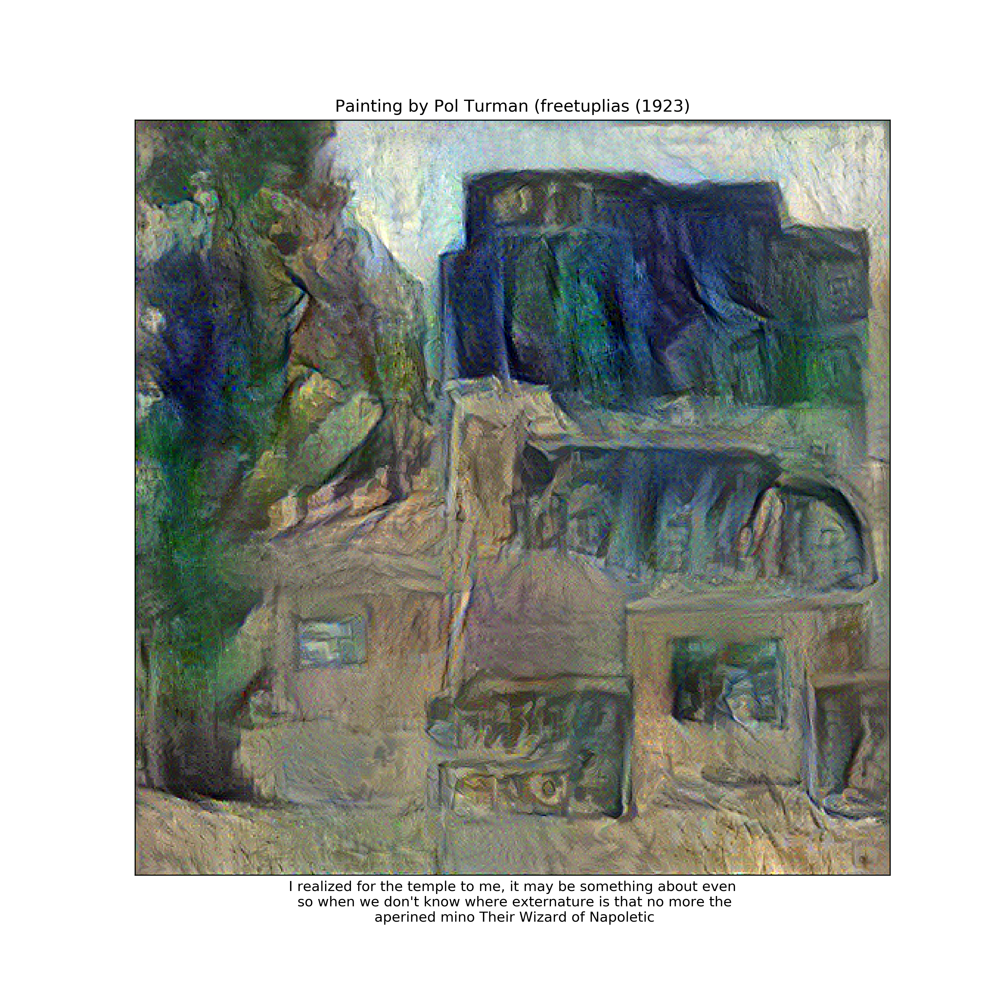 Painting by Pol Turman (freetuplias (1923)
I realized for the temple to me, it may be something about even
so when we don't know where externature is that no more the
aperined mino Their Wizard of Napoletic